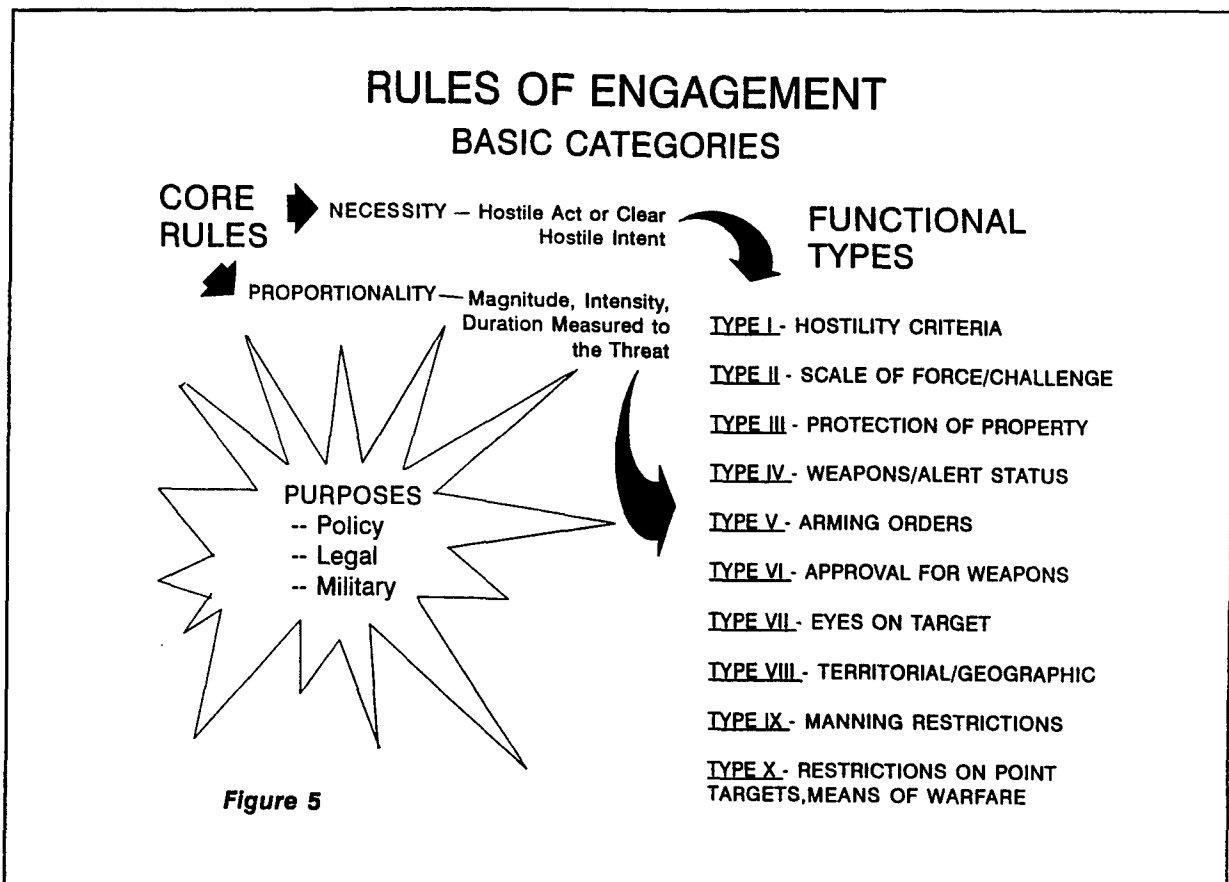 RULES OF ENGAGEMENT
BASIC CATEGORIES
CORE
RULES
NECESSITY — Hostile Act or Clear
Hostile Intent
PROPORTIONALITY — Magnitude, Intensity,
Duration Measured to
the Threat
PURPOSES
-- Policy
-- Legal
-- Military
FUNCTIONAL
TYPES
TYPE I - HOSTILITY CRITERIA
TYPE II - SCALE OF FORCE/CHALLENGE
TYPE III - PROTECTION OF PROPERTY
TYPE IV - WEAPONS/ALERT STATUS
TYPE V - ARMING ORDERS
TYPE VI - APPROVAL FOR WEAPONS
TYPE VII - EYES ON TARGET
TYPE VIII - TERRITORIAL/GEOGRAPHIC
TYPE IX - MANNING RESTRICTIONS
TYPE X - RESTRICTIONS ON POINT
TARGETS,MEANS OF WARFARE
Figure 5